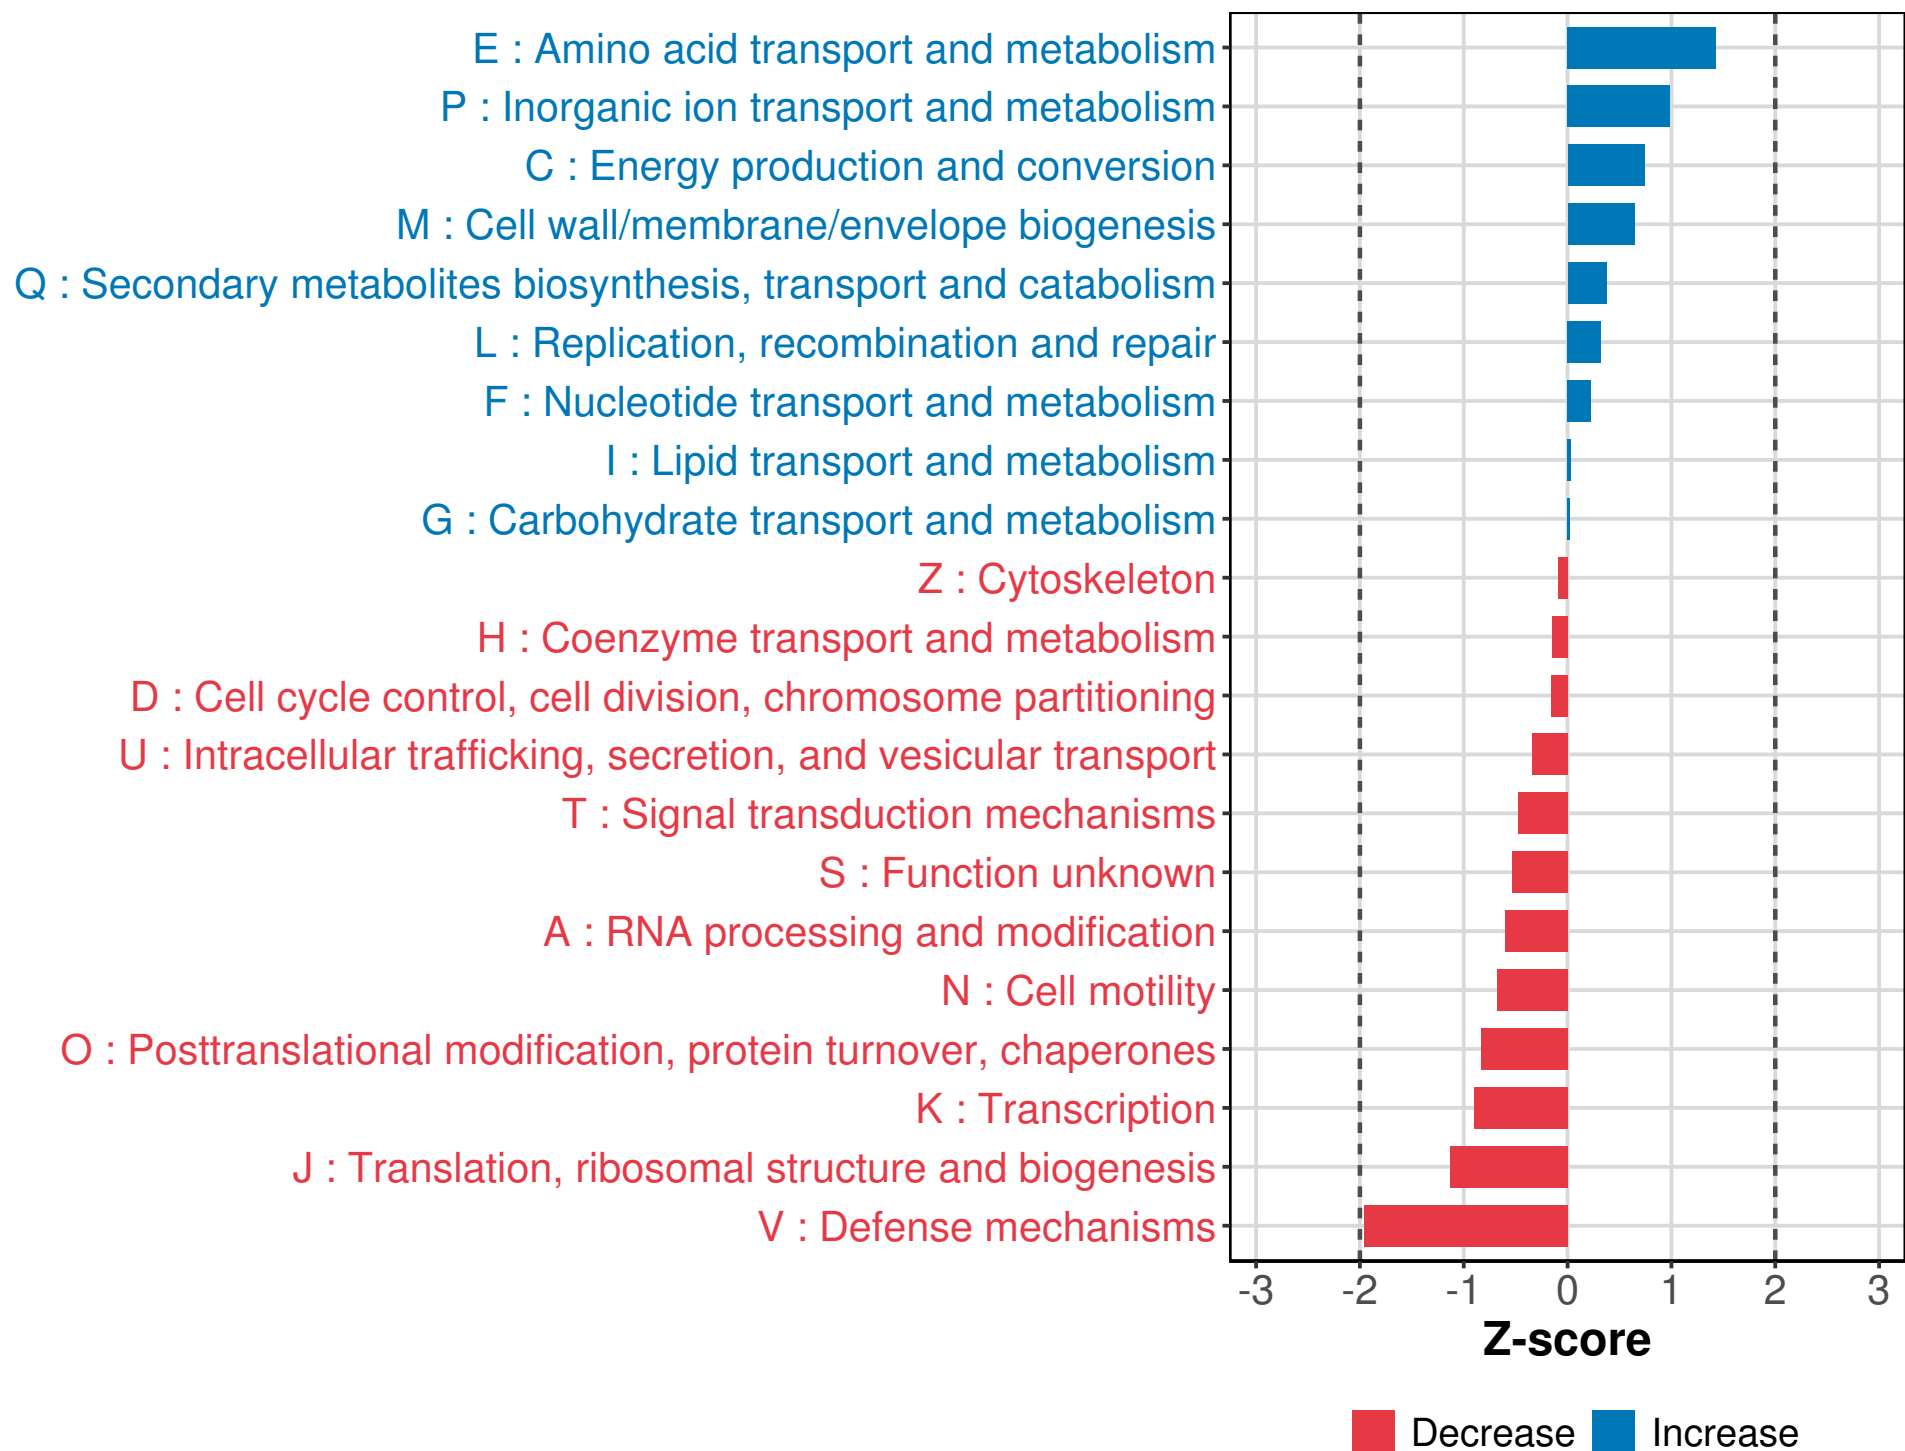 E : Amino acid transport and metabolism
P : Inorganic ion transport and metabolism
C : Energy production and conversion
M : Cell wall/membrane/envelope biogenesis
Q : Secondary metabolites biosynthesis, transport and catabolism
L : Replication, recombination and repair
F : Nucleotide transport and metabolism
I : Lipid transport and metabolism
G : Carbohydrate transport and metabolism
Z : Cytoskeleton
H : Coenzyme transport and metabolism
D : Cell cycle control, cell division, chromosome partitioning
U : Intracellular trafficking, secretion, and vesicular transport
T : Signal transduction mechanisms
S : Function unknown
A : RNA processing and modification
N : Cell motility
O : Posttranslational modification, protein turnover, chaperones
K : Transcription
J : Translation, ribosomal structure and biogenesis
V : Defense mechanisms
-3 -2 -1 0 1 2 3
Z-score
Decrease Increase